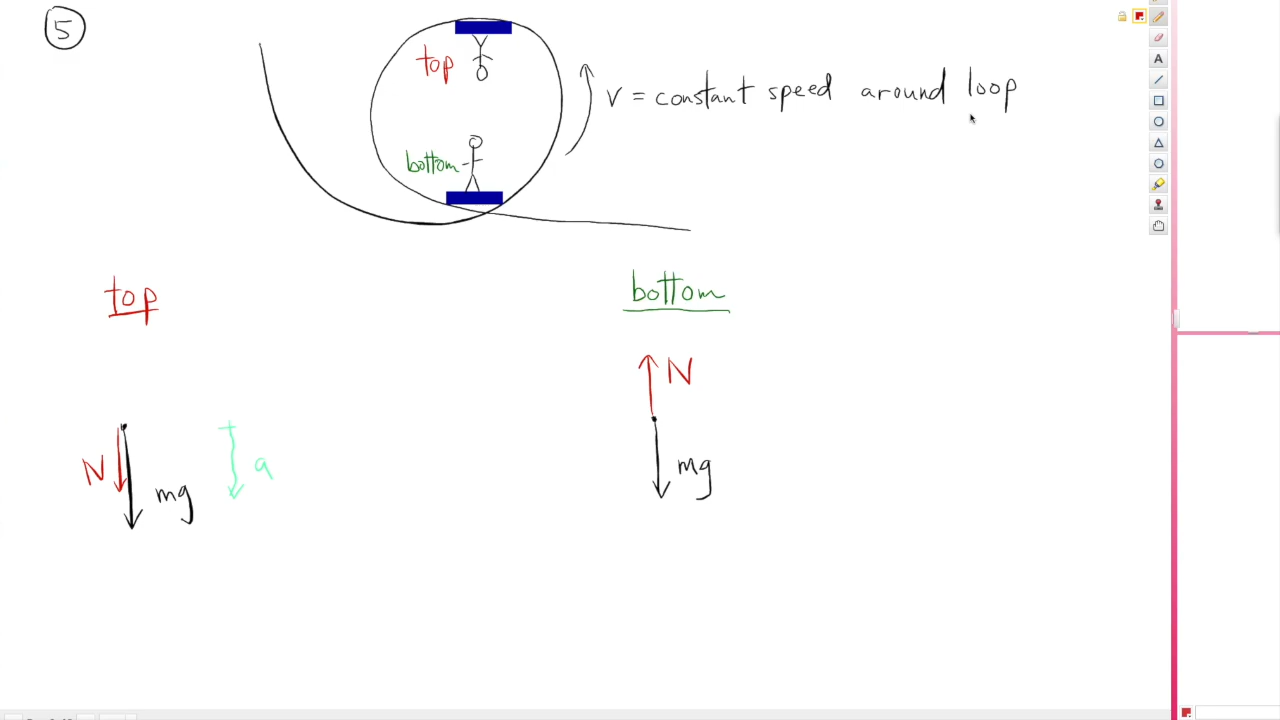 5
top
v = constant speed around loop
bottom
top
bottom
N
N
a
mg
mg
A